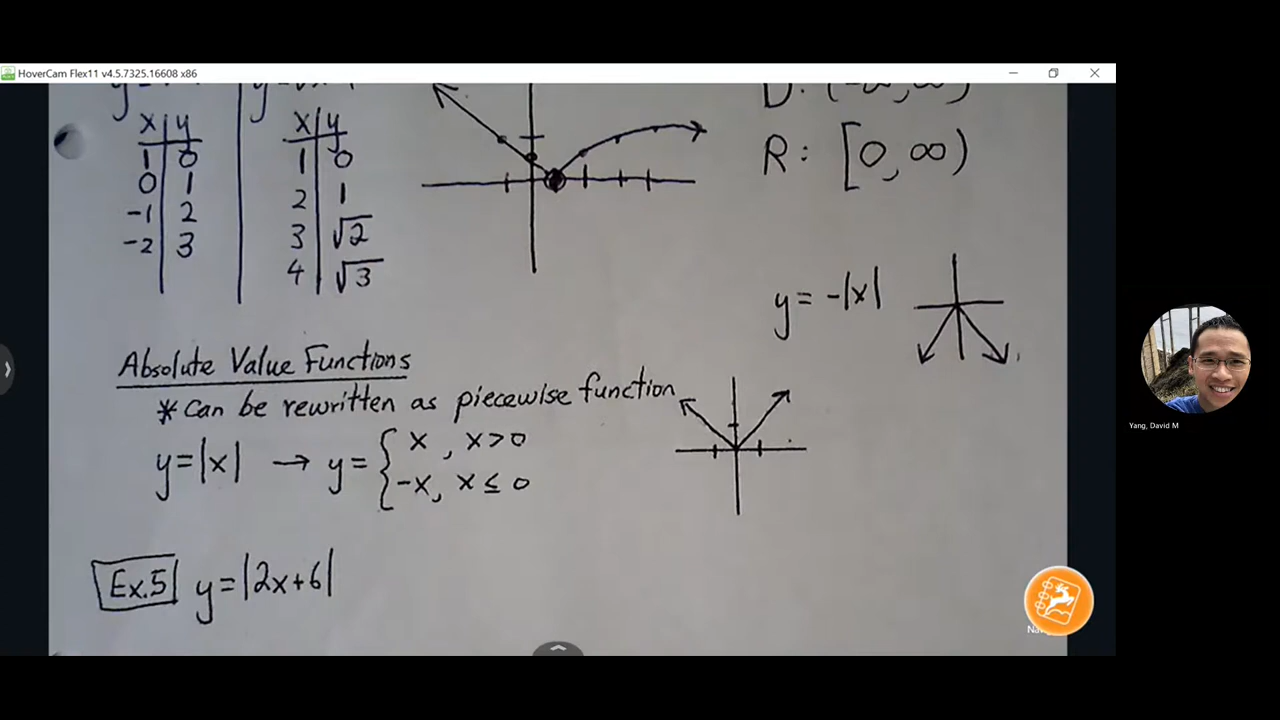 HoverCam Flex11 v4.5.7325.16608 x86
x y
1 0
0 1
-1 2
-2 3
x y
1 0
2 1
3 √2
4 √3
D: (-∞, ∞)
R: [0, ∞)
y = -|x|
Absolute Value Functions
* Can be rewritten as piecewise function
y = |x| → y = { x , x > 0
-x, x ≤ 0
Ex.5 y = |2x+6|
Yang, David M